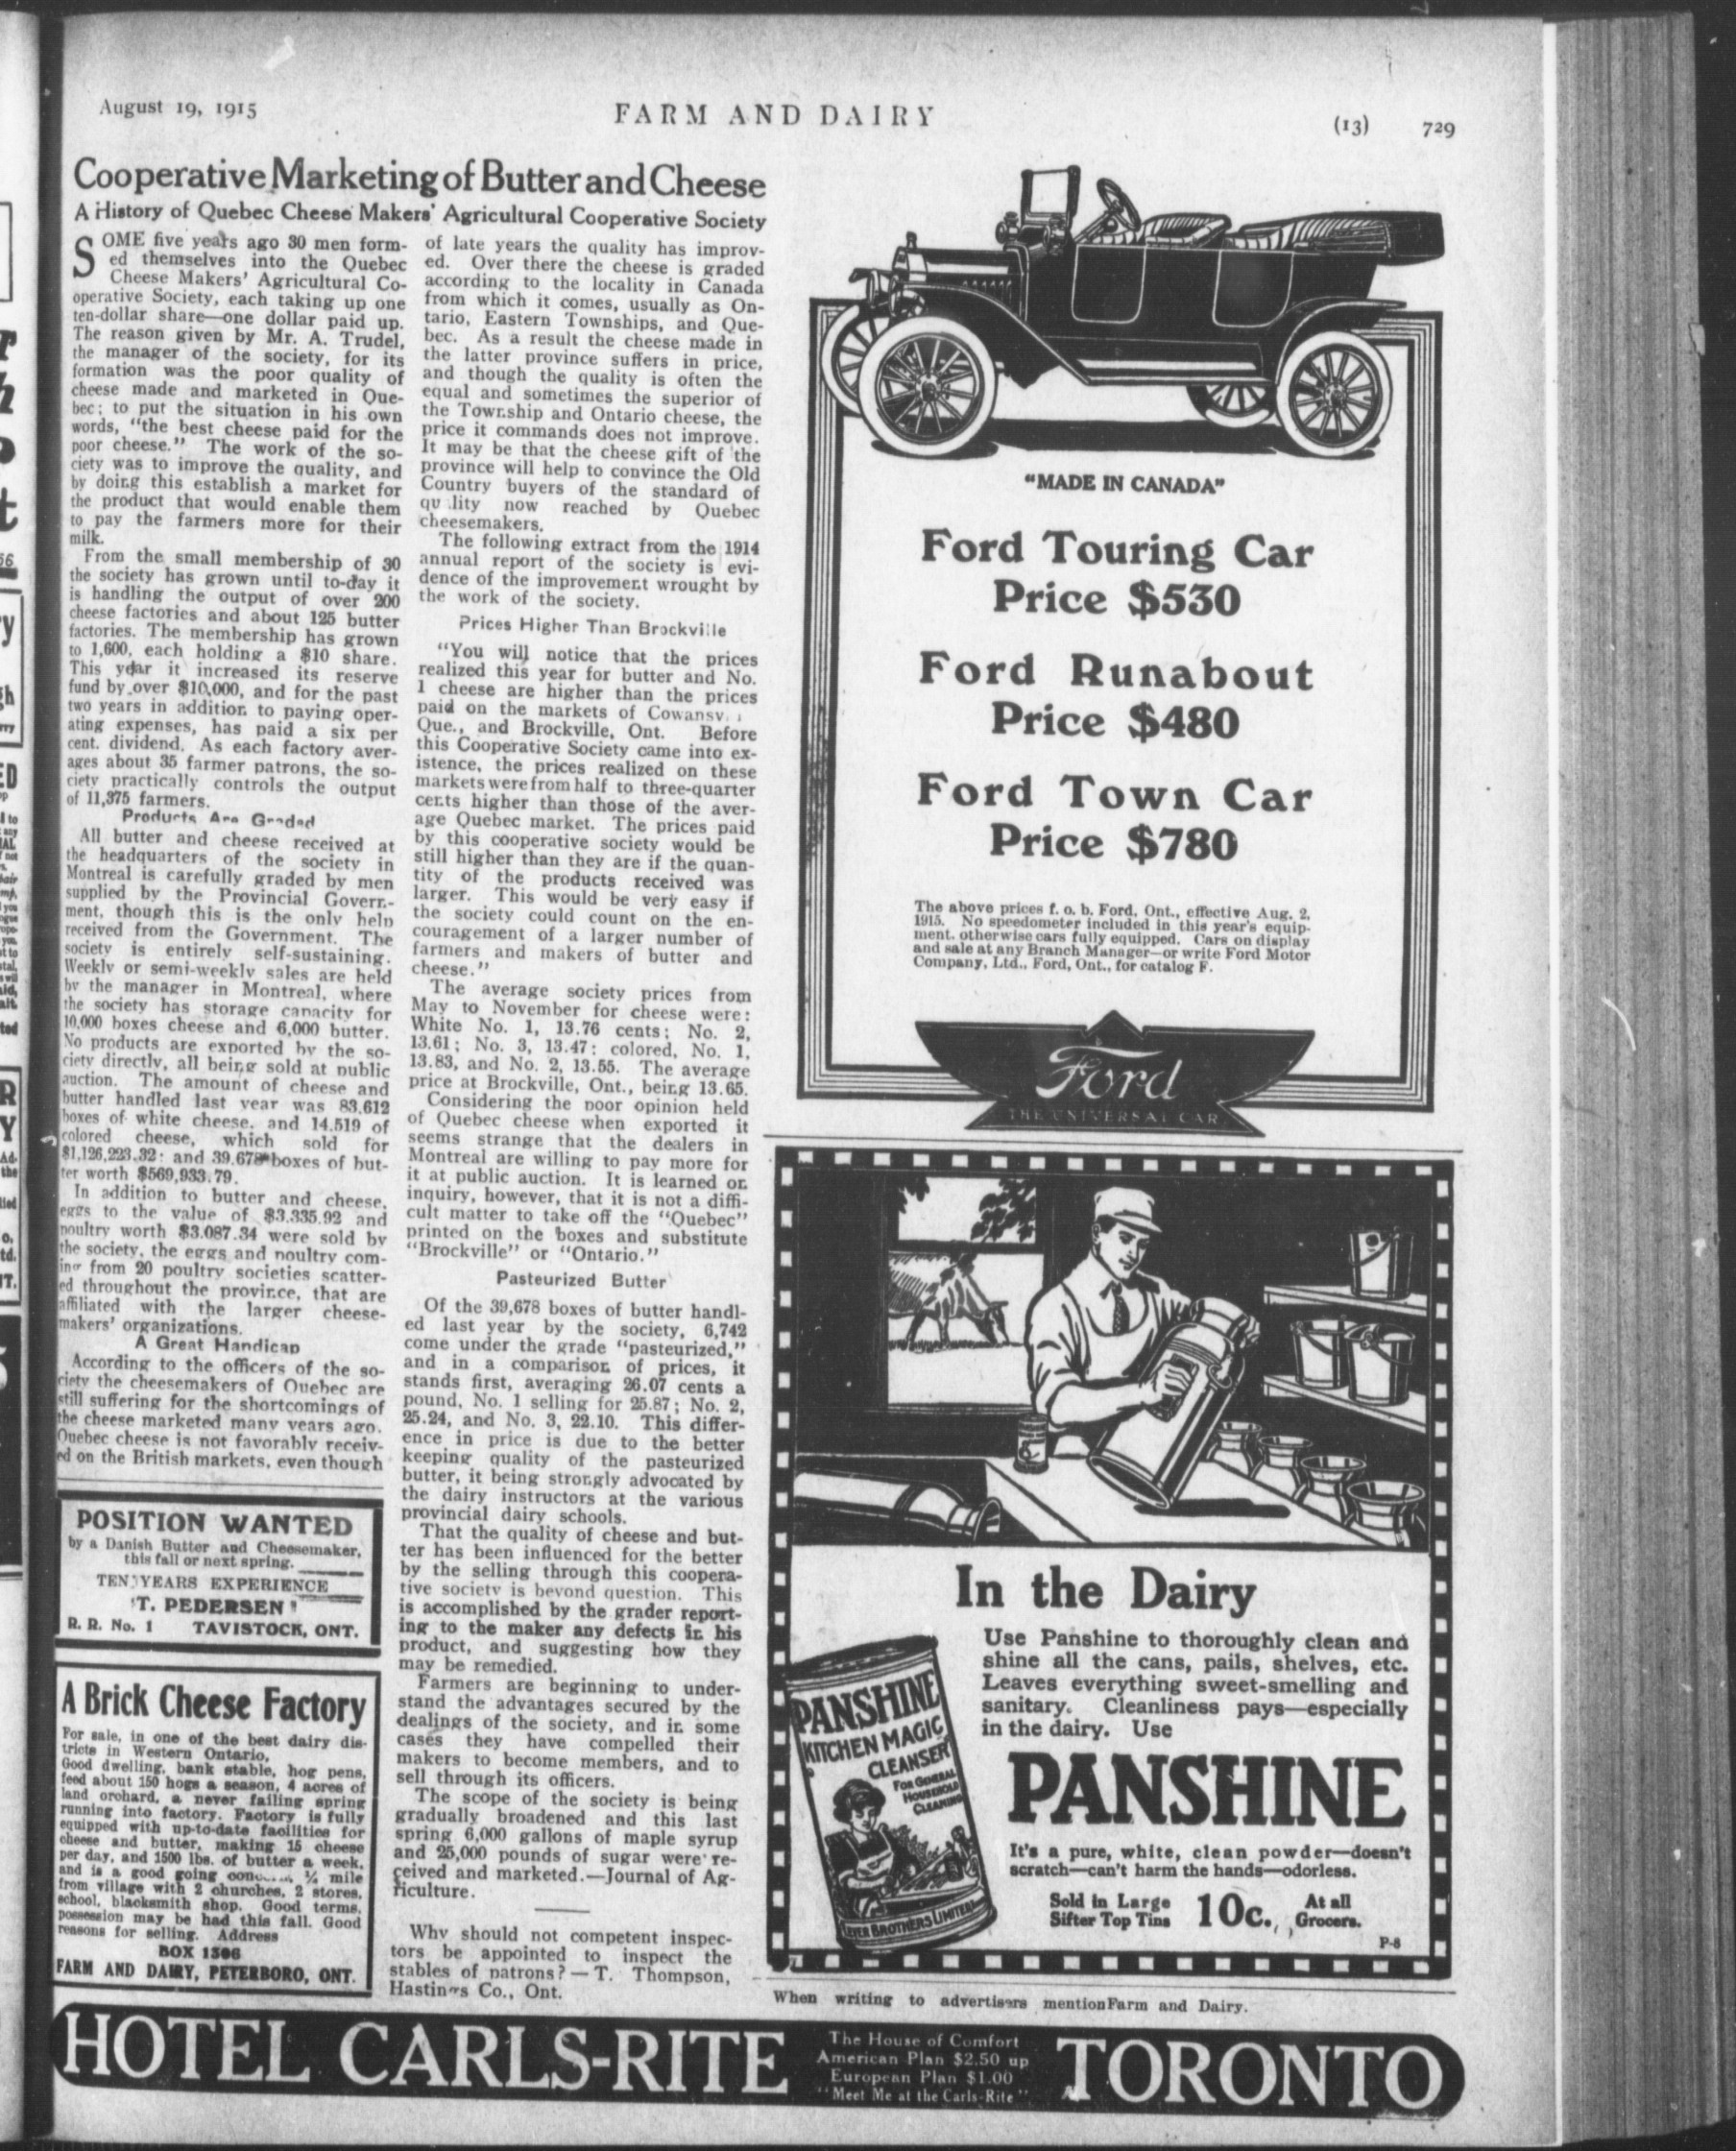 August 19, 1915
FARM AND DAIRY
(13) 729
Cooperative Marketing of Butter and Cheese
A History of Quebec Cheese Makers' Agricultural Cooperative Society
SOME five years ago 30 men form-
ed themselves into the Quebec
Cheese Makers' Agricultural Co-
operative Society, each taking up one
ten-dollar share—one dollar paid up.
The reason given by Mr. A. Trudel,
the manager of the society, for its
formation was the poor quality of
cheese made and marketed in Que-
bec; to put the situation in his own
words, "the best cheese paid for the
poor cheese." The work of the so-
ciety was to improve the quality, and
by doing this establish a market for
the product that would enable them
to pay the farmers more for their
milk.
From the small membership of 30
the society has grown until to-day it
is handling the output of over 200
cheese factories and about 125 butter
factories. The membership has grown
to 1,600, each holding a $10 share.
This year it increased its reserve
fund by over $10,000, and for the past
two years in addition to paying oper-
ating expenses, has paid a six per
cent. dividend. As each factory aver-
ages about 35 farmer patrons, the so-
ciety practically controls the output
of 11,375 farmers.
Products Are Graded
All butter and cheese received at
the headquarters of the society in
Montreal is carefully graded by men
supplied by the Provincial Govern-
ment, though this is the only help
received from the Government. The
society is entirely self-sustaining.
Weekly or semi-weekly sales are held
by the manager in Montreal, where
the society has storage capacity for
10,000 boxes cheese and 6,000 butter.
No products are exported by the so-
ciety directly, all being sold at public
auction. The amount of cheese and
butter handled last year was 83,612
boxes of white cheese, and 14,519 of
colored cheese, which sold for
$1,126,223.32; and 39,678 boxes of but-
ter worth $569,933.79.
In addition to butter and cheese,
eggs to the value of $3,335.92 and
poultry worth $3,087.34 were sold by
the society, the eggs and poultry com-
ing from 20 poultry societies scatter-
ed throughout the province, that are
affiliated with the larger cheese-
makers' organizations.
A Great Handicap
According to the officers of the so-
ciety the cheesemakers of Quebec are
still suffering for the shortcomings of
the cheese marketed many years ago.
Quebec cheese is not favorably receiv-
ed on the British markets, even though
of late years the quality has improv-
ed. Over there the cheese is graded
according to the locality in Canada
from which it comes, usually as On-
tario, Eastern Townships, and Que-
bec. As a result the cheese made in
the latter province suffers in price,
and though the quality is often the
equal and sometimes the superior of
the Township and Ontario cheese, the
price it commands does not improve.
It may be that the cheese gift of the
province will help to convince the Old
Country buyers of the standard of
qu lity now reached by Quebec
cheesemakers.
The following extract from the 1914
annual report of the society is evi-
dence of the improvement wrought by
the work of the society.
Prices Higher Than Brockville
"You will notice that the prices
realized this year for butter and No.
1 cheese are higher than the prices
paid on the markets of
Que., and Brockville, Ont. Before
this Cooperative Society came into ex-
istence, the prices realized on these
markets were from half to three-quarter
cents higher than those of the aver-
age Quebec market. The prices paid
by this cooperative society would be
still higher than they are if the quan-
tity of the products received was
larger. This would be very easy if
the society could count on the en-
couragement of a larger number of
farmers and makers of butter and
cheese."
The average society prices from
May to November for cheese were:
White No. 1, 13.76 cents; No. 2,
13.61; No. 3, 13.47; colored, No. 1,
13.83, and No. 2, 13.55. The average
price at Brockville, Ont., being 13.65.
Considering the poor opinion held
of Quebec cheese when exported it
seems strange that the dealers in
Montreal are willing to pay more for
it at public auction. It is learned on
inquiry, however, that it is not a diffi-
cult matter to take off the "Quebec"
printed on the boxes and substitute
"Brockville" or "Ontario."
Pasteurized Butter
Of the 39,678 boxes of butter handl-
ed last year by the society, 6,742
come under the grade "pasteurized,"
and in a comparison of prices, it
stands first, averaging 26.07 cents a
pound, No. 1 selling for 25.87; No. 2,
25.24, and No. 3, 22.10. This differ-
ence in price is due to the better
keeping quality of the pasteurized
butter, it being strongly advocated by
the dairy instructors at the various
provincial dairy schools.
That the quality of cheese and but-
ter has been influenced for the better
by the selling through this coopera-
tive society is beyond question. This
is accomplished by the grader report-
ing to the maker any defects in his
product, and suggesting how they
may be remedied.
Farmers are beginning to under-
stand the advantages secured by the
dealings of the society, and in some
cases they have compelled their
makers to become members, and to
sell through its officers.
The scope of the society is being
gradually broadened and this last
spring 6,000 gallons of maple syrup
and 25,000 pounds of sugar were re-
ceived and marketed.—Journal of Ag-
riculture.
Why should not competent inspec-
tors be appointed to inspect the
stables of patrons?—T. Thompson,
Hastings Co., Ont.
POSITION WANTED
by a Danish Butter and Cheesemaker,
this fall or next spring.
TEN YEARS EXPERIENCE
T. PEDERSEN
R. R. No. 1 TAVISTOCK, ONT.
A Brick Cheese Factory
For sale, in one of the best dairy dis-
tricts in Western Ontario.
Good dwelling, bank stable, hog pens,
feed about 150 hogs a season, 4 acres of
land orchard, a never failing spring
running into factory. Factory is fully
equipped with up-to-date facilities for
cheese and butter, making 15 cheese
per day, and 1500 lbs. of butter a week,
and is a good going ¼ mile
from village with 2 churches, 2 stores,
school, blacksmith shop. Good terms,
possession may be had this fall. Good
reasons for selling. Address
BOX 1306
FARM AND DAIRY, PETERBORO, ONT.
"MADE IN CANADA"
Ford Touring Car
Price $530
Ford Runabout
Price $480
Ford Town Car
Price $780
The above prices f. o. b. Ford, Ont., effective Aug. 2,
1915. No speedometer included in this year's equip-
ment, otherwise cars fully equipped. Cars on display
and sale at any Branch Manager—or write Ford Motor
Company, Ltd., Ford, Ont., for catalog F.
Ford
THE UNIVERSAL CAR
In the Dairy
Use Panshine to thoroughly clean and
shine all the cans, pails, shelves, etc.
Leaves everything sweet-smelling and
sanitary. Cleanliness pays—especially
in the dairy. Use
PANSHINE
It's a pure, white, clean powder—doesn't
scratch—can't harm the hands—odorless.
Sold in Large
Sifter Top Tins
10c.
At all
Grocers.
P-8
PANSHINE
KITCHEN MAGIC
CLEANSER
FOR GENERAL
HOUSEHOLD
CLEANING
LEVER BROTHERS LIMITED
When writing to advertisers mention Farm and Dairy.
HOTEL CARLS-RITE
The House of Comfort
American Plan $2.50 up
European Plan $1.00
"Meet Me at the Carls-Rite"
TORONTO